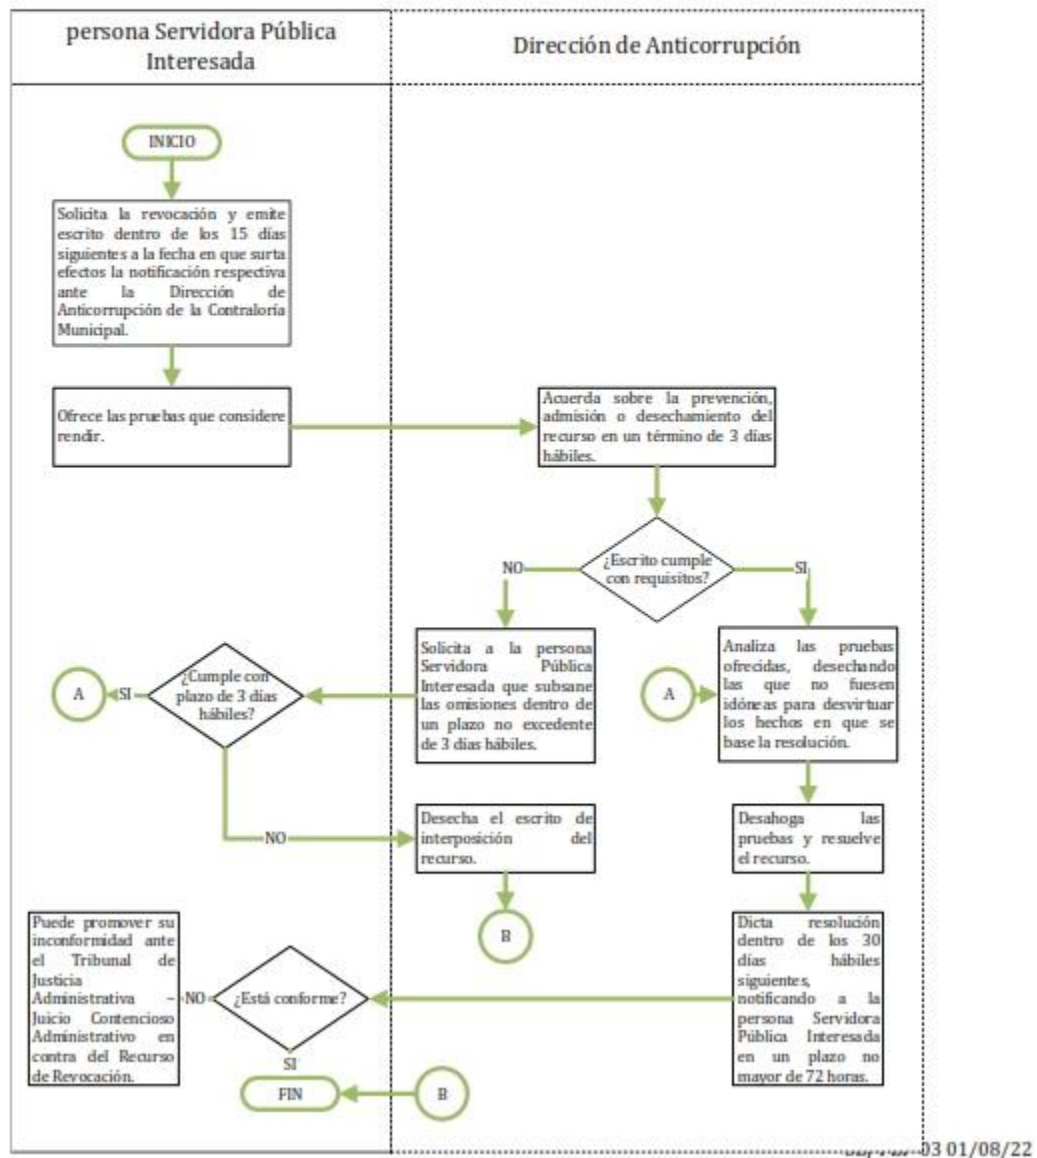 persona Servidora Pública
Interesada
Dirección de Anticorrupción
INICIO
Solicita la revocación y emite
escrito dentro de los 15 días
siguientes a la fecha en que surta
efectos la notificación respectiva
ante la Dirección de
Anticorrupción de la Contraloría
Municipal.
Ofrece las pruebas que considere
rendir.
Acuerda sobre la prevención,
admisión o desechamiento del
recurso en un término de 3 días
hábiles.
¿Escrito cumple
con requisitos?
NO
SI
Solicita a la persona
Servidora Pública
Interesada que subsane
las omisiones dentro de
un plazo no excedente
de 3 días hábiles.
Analiza las pruebas
ofrecidas, desechando
las que no fuesen
idóneas para desvirtuar
los hechos en que se
base la resolución.
A
¿Cumple con
plazo de 3 días
hábiles?
SI
A
NO
Desecha el escrito de
interposición del
recurso.
B
Desahoga las
pruebas y resuelve
el recurso.
Dicta resolución
dentro de los 30
días hábiles
siguientes,
notificando a la
persona Servidora
Pública Interesada
en un plazo no
mayor de 72 horas.
¿Está conforme?
NO
Puede promover su
inconformidad ante
el Tribunal de
Justicia
Administrativa –
Juicio Contencioso
Administrativo en
contra del Recurso
de Revocación.
SI
FIN
B
03 01/08/22